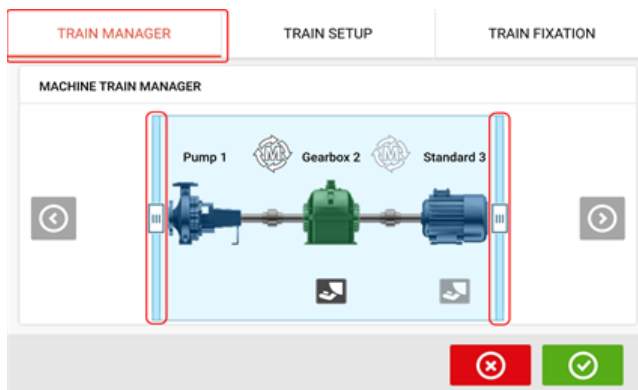 TRAIN MANAGER
TRAIN SETUP
TRAIN FIXATION
MACHINE TRAIN MANAGER
Pump 1
M
Gearbox 2
M
Standard 3